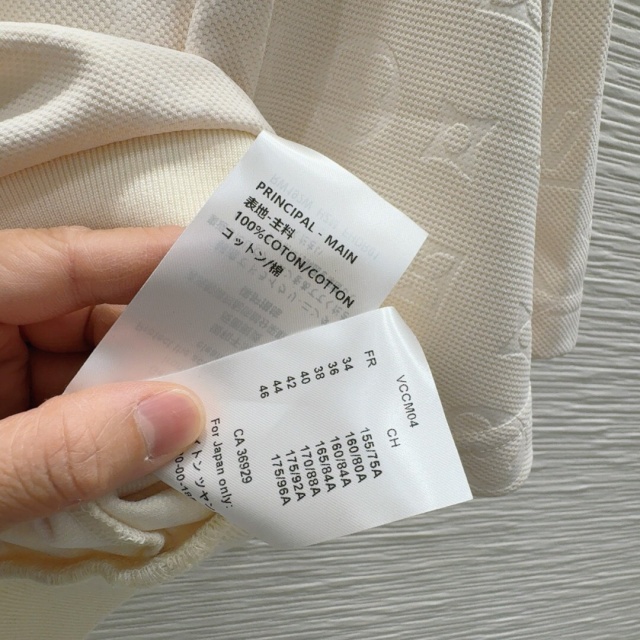 PRINCIPAL - MAIN
表地-主料
100%COTON/COTTON
コットン/棉
VCCM04
FR CH
34 155/75A
36 160/80A
38 160/84A
40 165/84A
42 170/88A
44 175/92A
46 175/96A
CA 36929
For Japan only: